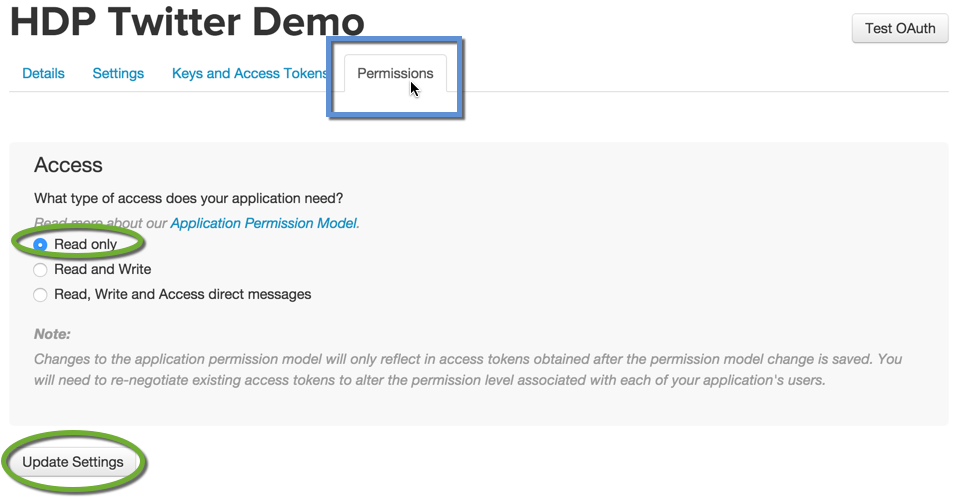 HDP Twitter Demo
Test OAuth
Details Settings Keys and Access Tokens Permissions
Access
What type of access does your application need?
Read more about our Application Permission Model.
Read only
Read and Write
Read, Write and Access direct messages
Note:
Changes to the application permission model will only reflect in access tokens obtained after the permission model change is saved. You
will need to re-negotiate existing access tokens to alter the permission level associated with each of your application's users.
Update Settings